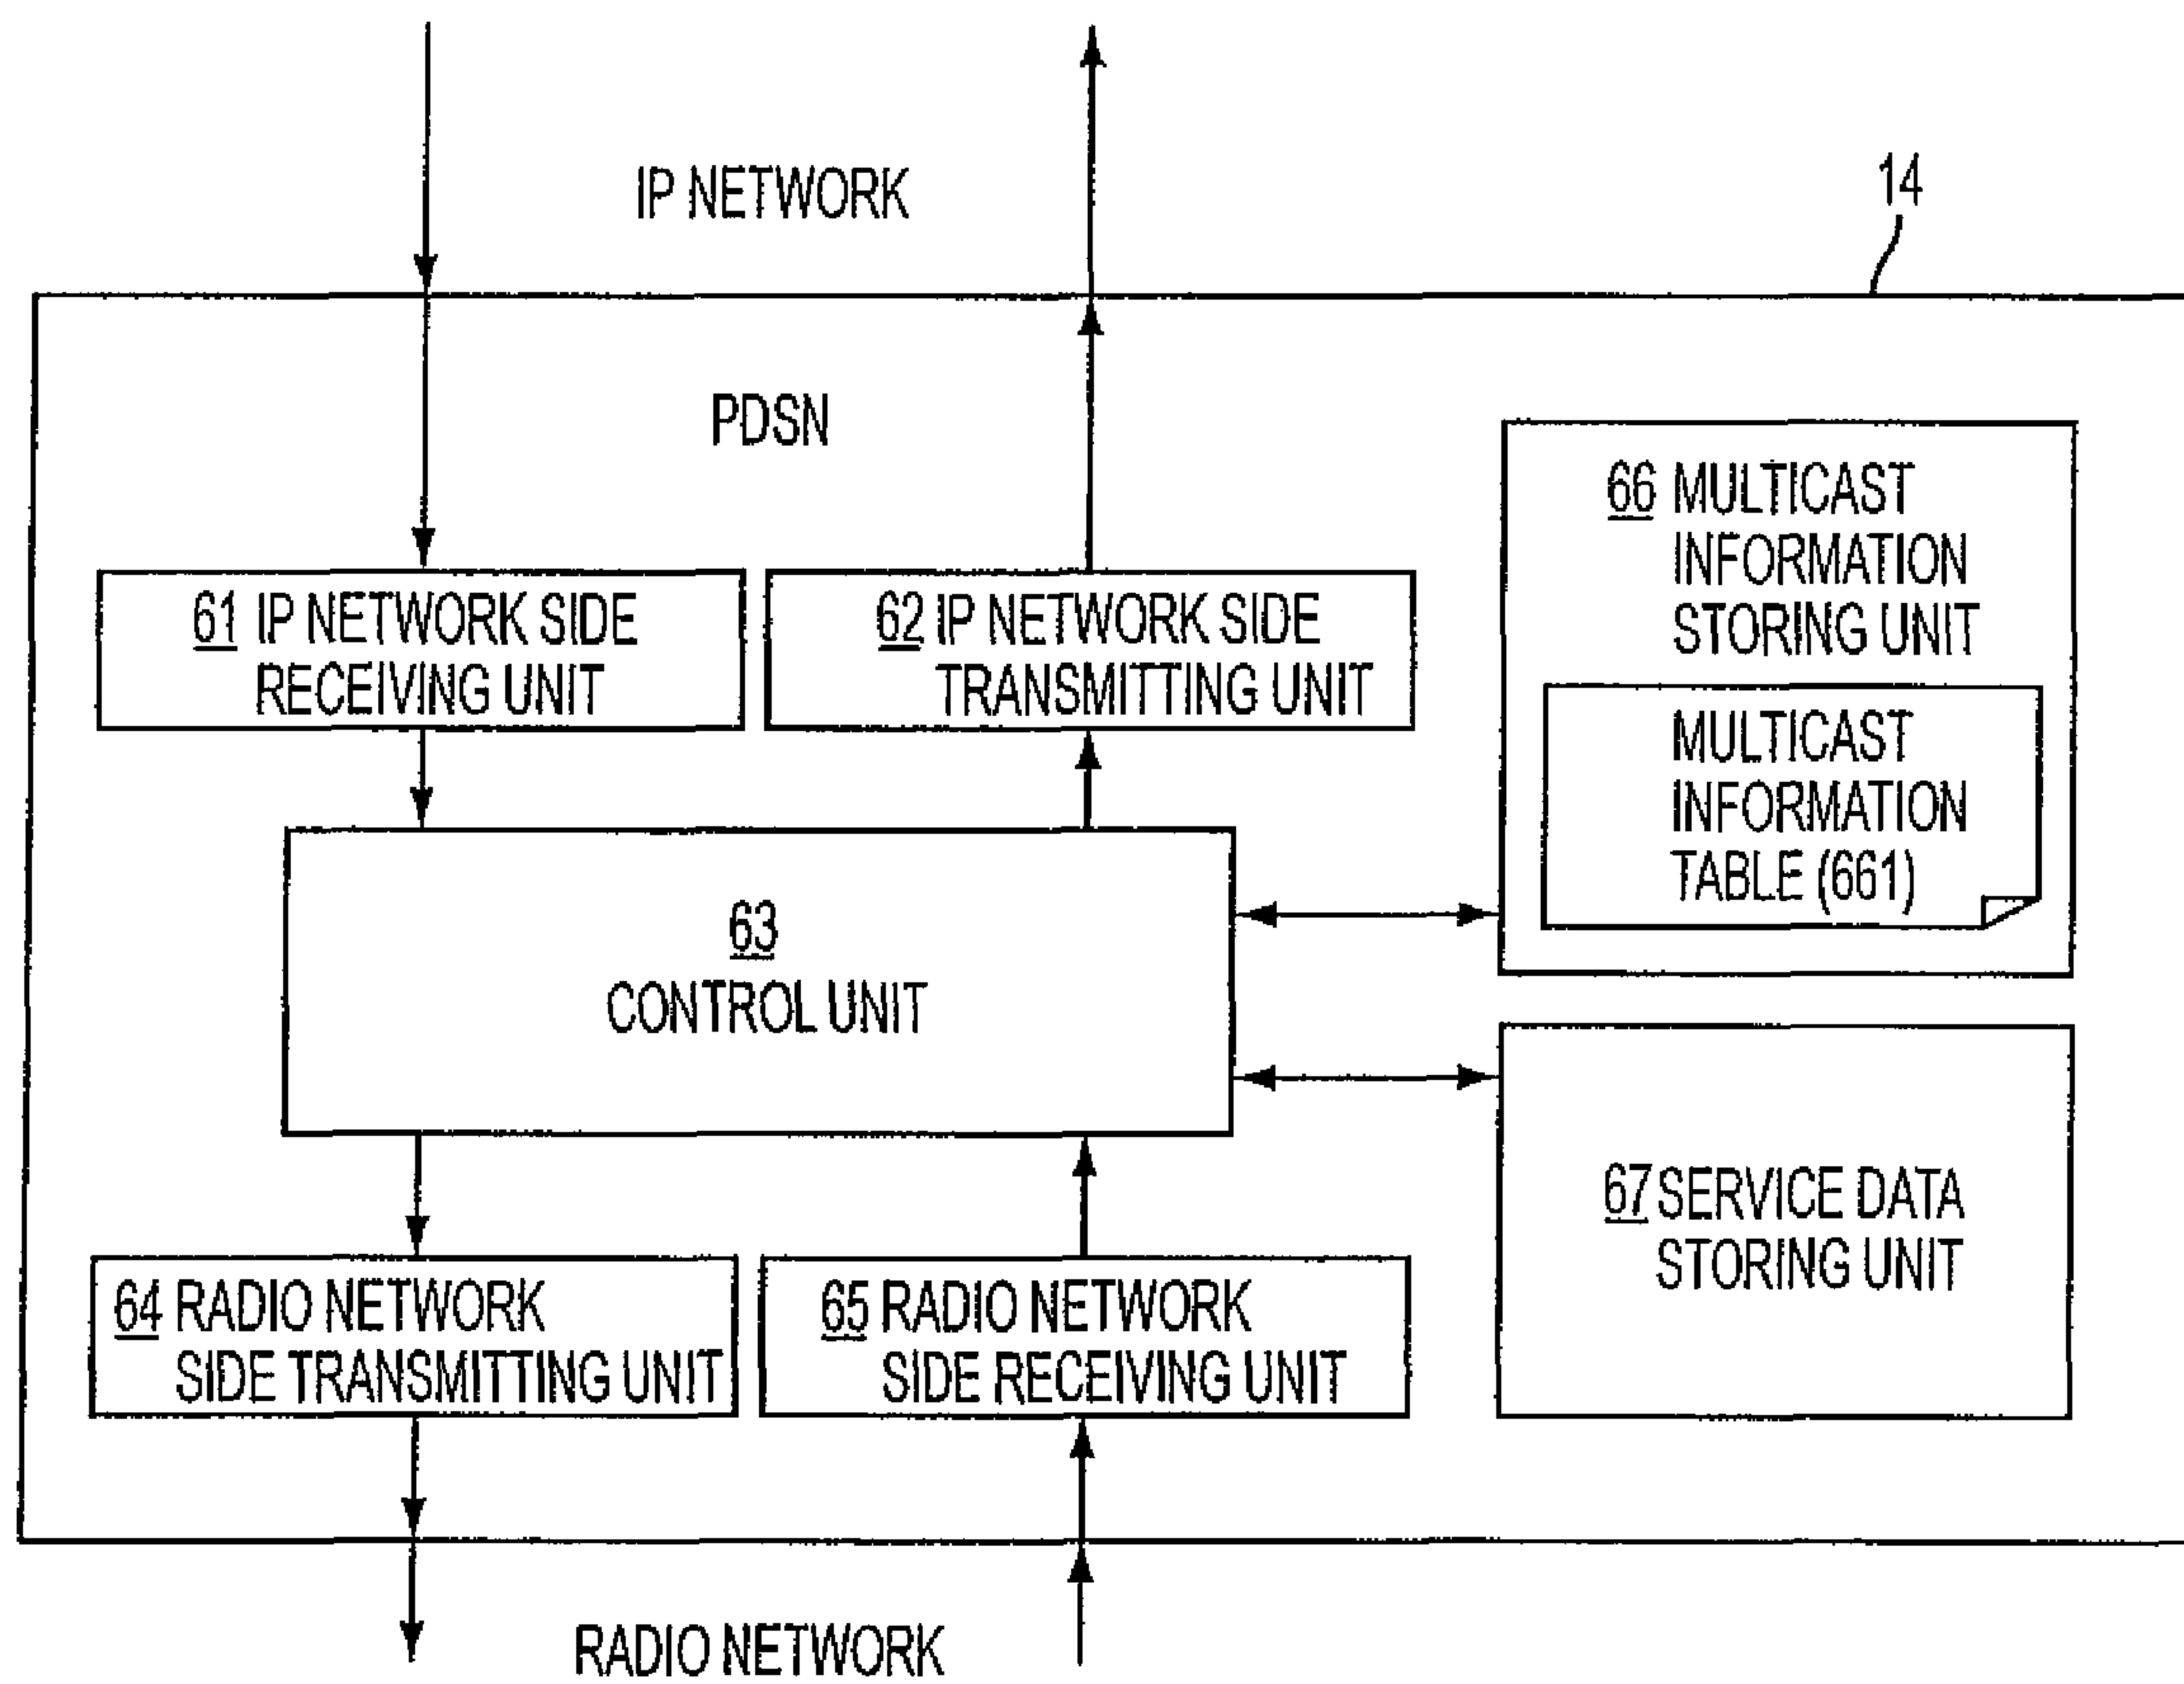 IP NETWORK
14
PDSN
61 IP NETWORK SIDE
RECEIVING UNIT
62 IP NETWORK SIDE
TRANSMITTING UNIT
66 MULTICAST
INFORMATION
STORING UNIT
MULTICAST
INFORMATION
TABLE (661)
63
CONTROL UNIT
67 SERVICE DATA
STORING UNIT
64 RADIO NETWORK
SIDE TRANSMITTING UNIT
65 RADIO NETWORK
SIDE RECEIVING UNIT
RADIO NETWORK